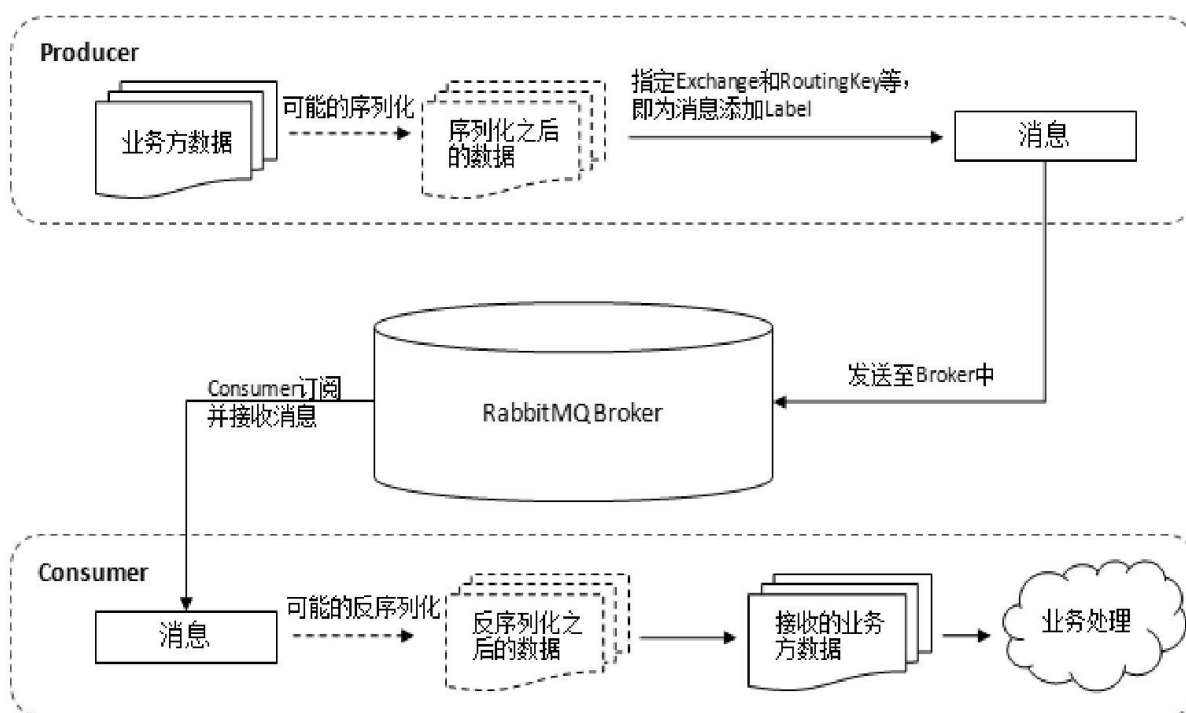 Producer
业务方数据
可能的序列化
序列化之后
的数据
指定Exchange和RoutingKey等，
即为消息添加Label
消息
发送至Broker中
RabbitMQ Broker
Consumer订阅
并接收消息
Consumer
消息
可能的反序列化
反序列化之
后的数据
接收的业务
方数据
业务处理